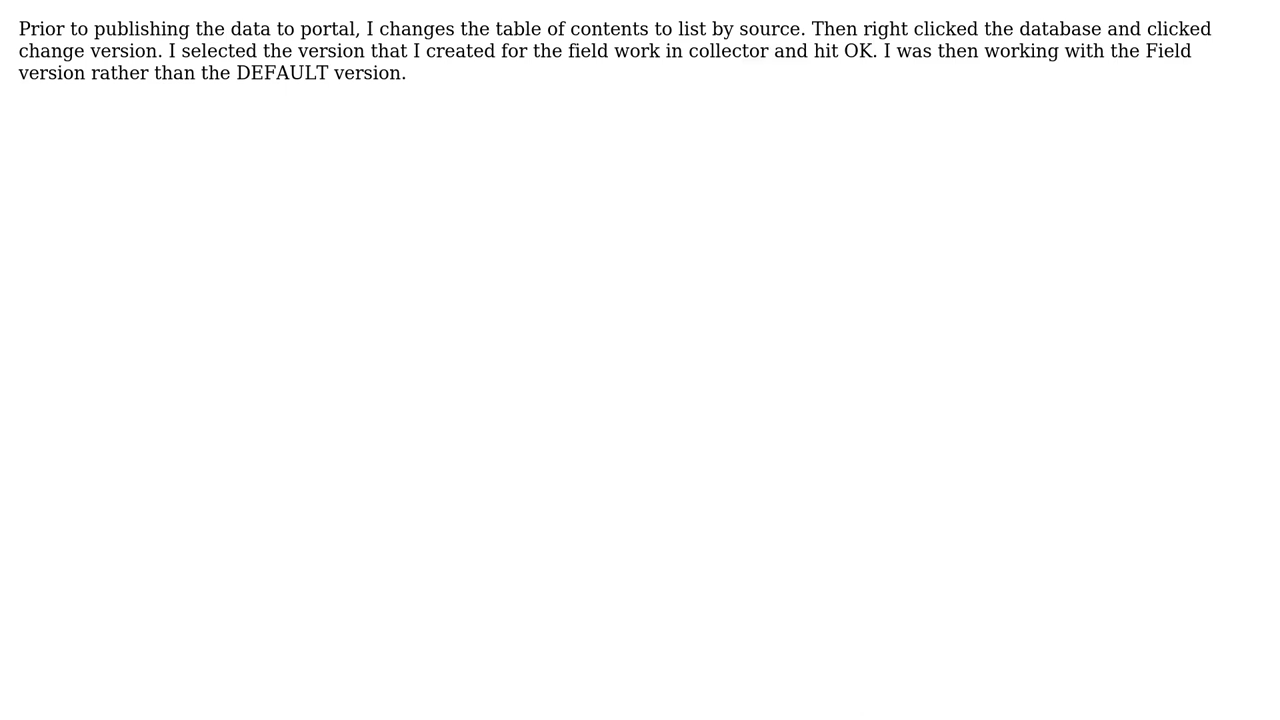 Prior to publishing the data to portal, I changes the table of contents to list by source. Then right clicked the database and clicked
change version. I selected the version that I created for the field work in collector and hit OK. I was then working with the Field
version rather than the DEFAULT version.